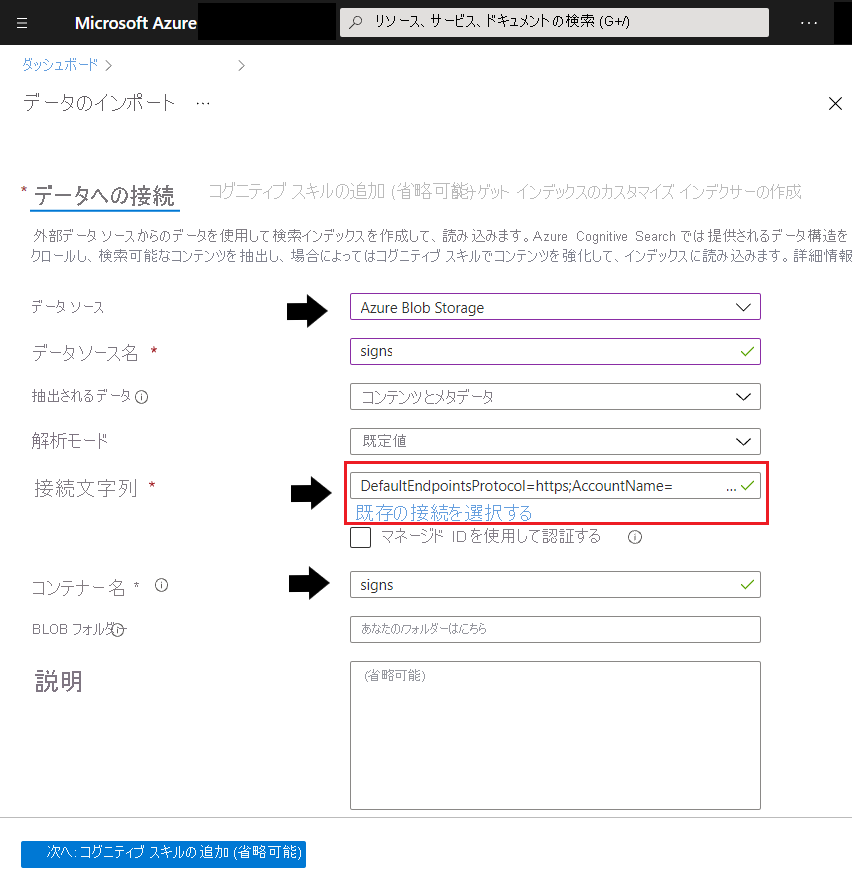 Microsoft Azure
リソース、サービス、ドキュメントの検索 (G+/)
ダッシュボード
データのインポート ...
* データへの接続 コグニティブ スキルの追加 (省略可能) ターゲット インデックスのカスタマイズ インデクサーの作成
外部データ ソースからのデータを使用して検索インデックスを作成して、読み込みます。Azure Cognitive Search では提供されるデータ構造を
クロールし、検索可能なコンテンツを抽出し、場合によってはコグニティブ スキルでコンテンツを強化して、インデックスに読み込みます。詳細情報
データ ソース Azure Blob Storage
データソース名 * signs
抽出されるデータ コンテンツとメタデータ
解析モード 既定値
接続文字列 * DefaultEndpointsProtocol=https;AccountName= ...
既存の接続を選択する
マネージド ID を使用して認証する
コンテナー名 * signs
BLOB フォルダー あなたのフォルダーはこちら
説明 (省略可能)
次へ: コグニティブ スキルの追加 (省略可能)